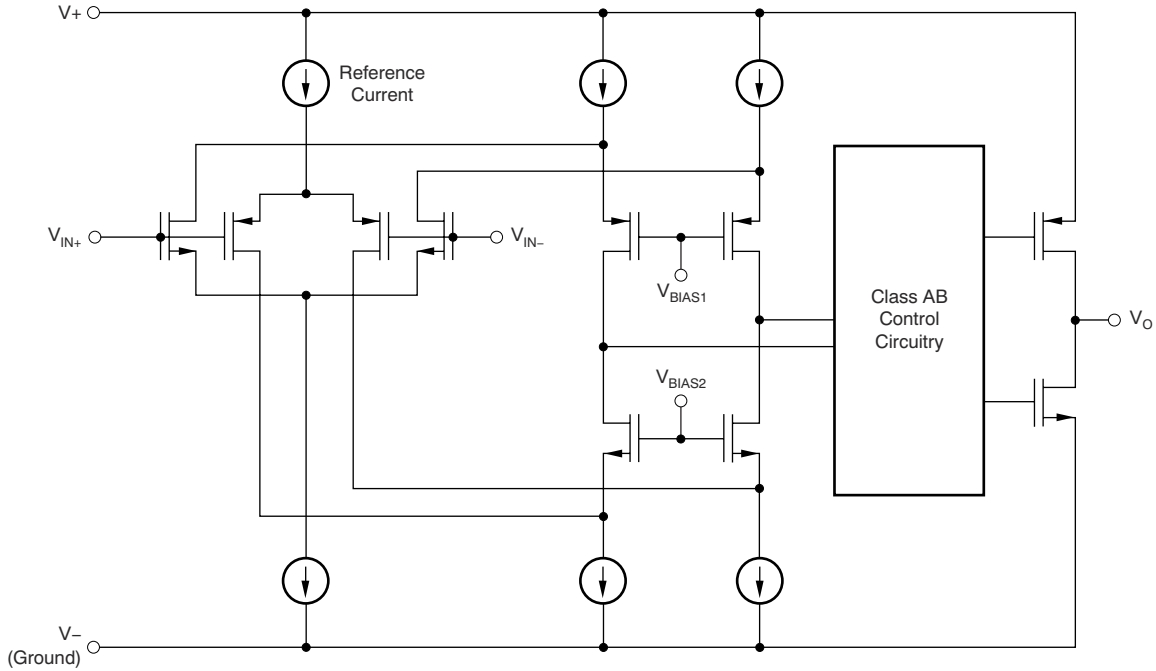 V+
Reference
Current
VIN+
VIN−
VBIAS1
VBIAS2
Class AB
Control
Circuitry
VO
V−
(Ground)